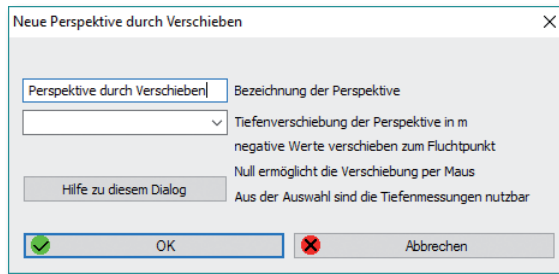 Neue Perspektive durch Verschieben
Perspektive durch Verschieben Bezeichnung der Perspektive
Tiefenverschiebung der Perspektive in m
negative Werte verschieben zum Fluchtpunkt
Null ermöglicht die Verschiebung per Maus
Hilfe zu diesem Dialog Aus der Auswahl sind die Tiefenmessungen nutzbar
OK Abbrechen